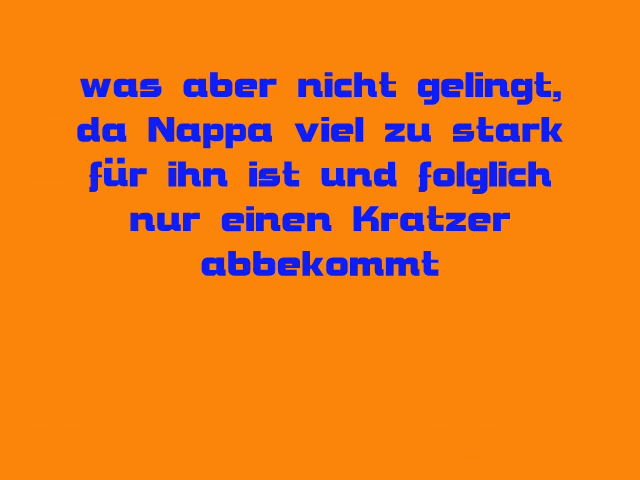 was aber nicht gelingt,
da Nappa viel zu stark
für ihn ist und folglich
nur einen Kratzer
abbekommt